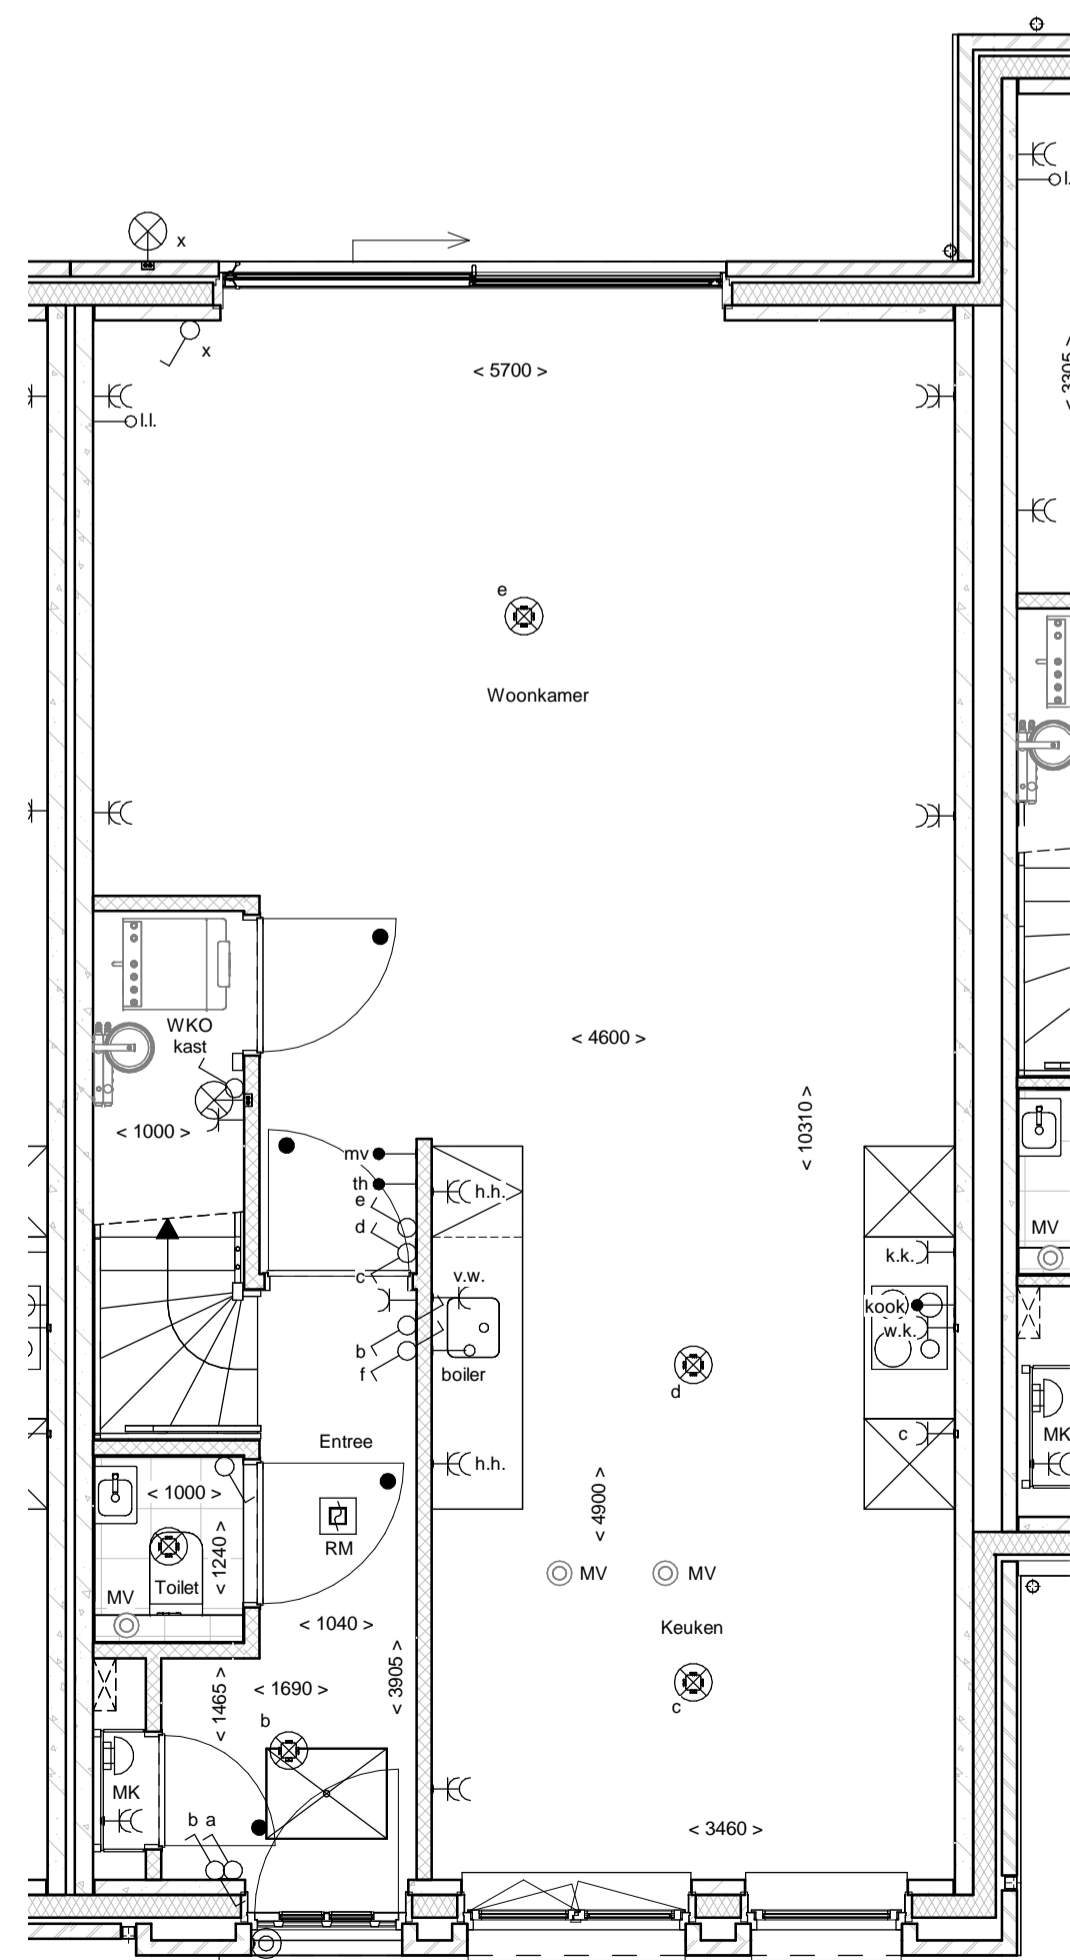 x
x
< 5700 >
l.l.
l.
< 3305 >
e
Woonkamer
WKO
kast
< 4600 >
< 1000 >
< 10310 >
mv
th
e
d
c
h.h.
v.w.
k.k.
kook
w.k.
MV
b
f
boiler
d
c
Entree
h.h.
MK
< 1000 >
< 1240 >
RM
< 4900 >
MV
MV
Toilet
MV
< 1040 >
Keuken
< 1465 >
< 1690 >
< 3905 >
b
c
MK
b a
< 3460 >